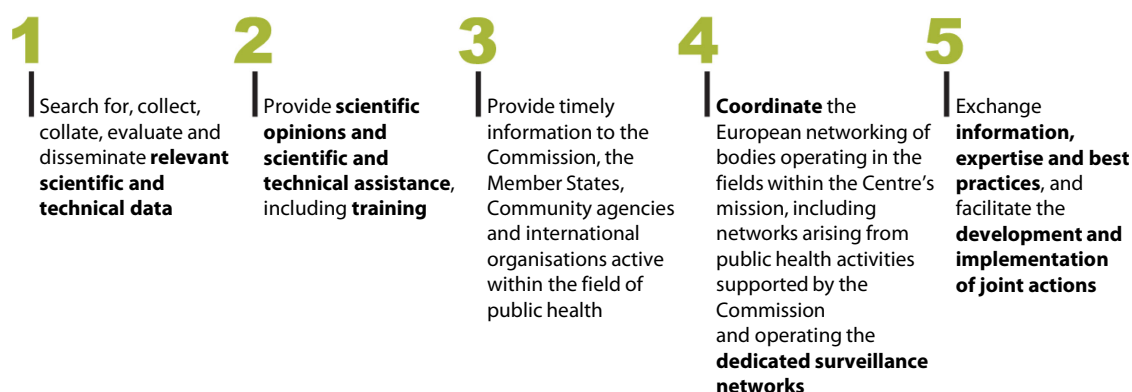 1
Search for, collect,
collate, evaluate and
disseminate relevant
scientific and
technical data
2
Provide scientific
opinions and
scientific and
technical assistance,
including training
3
Provide timely
information to the
Commission, the
Member States,
Community agencies
and international
organisations active
within the field of
public health
4
Coordinate the
European networking of
bodies operating in the
fields within the Centre’s
mission, including
networks arising from
public health activities
supported by the
Commission
and operating the
dedicated surveillance
networks
5
Exchange
information,
expertise and best
practices, and
facilitate the
development and
implementation
of joint actions